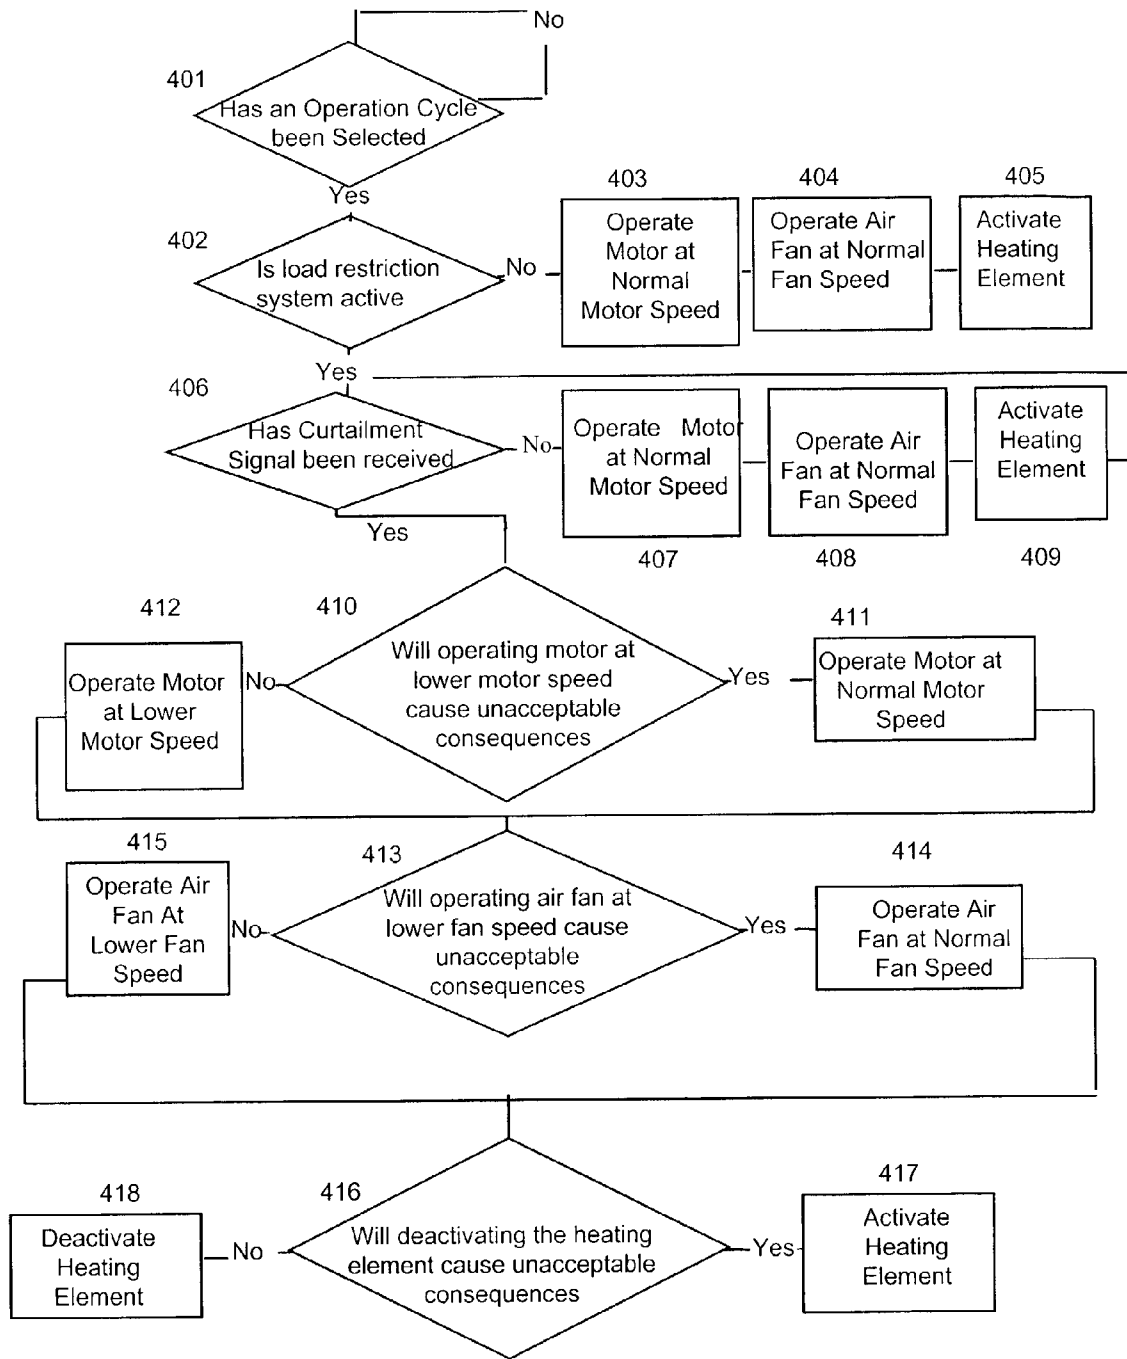 No
401
Has an Operation Cycle
been Selected
Yes
402
Is load restriction
system active
No
403
Operate
Motor at
Normal
Motor Speed
404
Operate Air
Fan at Normal
Fan Speed
405
Activate
Heating
Element
Yes
406
Has Curtailment
Signal been received
No
Operate Motor
at Normal
Motor Speed
407
Operate Air
Fan at Normal
Fan Speed
408
Activate
Heating
Element
409
Yes
410
Will operating motor at
lower motor speed
cause unacceptable
consequences
412
Operate Motor
at Lower
Motor Speed
No
Yes
411
Operate Motor at
Normal Motor
Speed
413
Will operating air fan at
lower fan speed cause
unacceptable
consequences
415
Operate Air
Fan At
Lower Fan
Speed
No
Yes
414
Operate Air
Fan at Normal
Fan Speed
416
Will deactivating the heating
element cause unacceptable
consequences
418
Deactivate
Heating
Element
No
Yes
417
Activate
Heating
Element